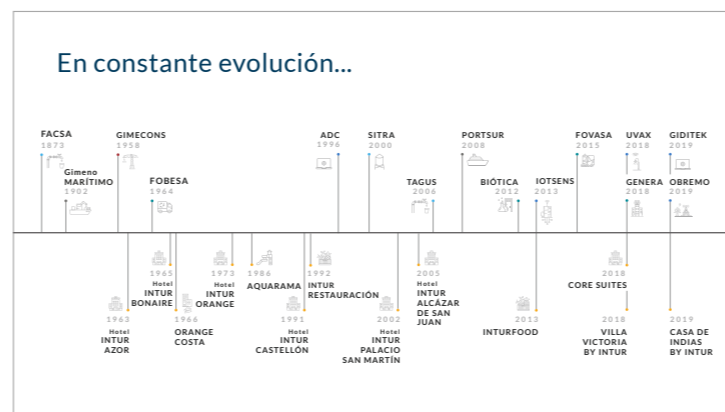 En constante evolución...
FACSA
1873
Gimeno
MARÍTIMO
1902
GIMECONS
1958
FOBESA
1964
ADC
1996
SITRA
2000
TAGUS
2006
PORTSUR
2008
BIÓTICA
2012
IOTSENS
2013
FOVASA
2015
UVAX
2018
GENERA
2018
GIDITEK
2019
OBREMO
2019
1963
Hotel
INTUR
AZOR
1965
Hotel
INTUR
BONAIRE
1966
ORANGE
COSTA
1973
Hotel
INTUR
ORANGE
1986
AQUARAMA
1991
Hotel
INTUR
CASTELLÓN
1992
INTUR
RESTAURACIÓN
2002
Hotel
INTUR
PALACIO
SAN MARTÍN
2005
Hotel
INTUR
ALCÁZAR
DE SAN
JUAN
2013
INTURFOOD
2018
CORE SUITES
2018
VILLA
VICTORIA
BY INTUR
2019
CASA DE
INDIAS
BY INTUR